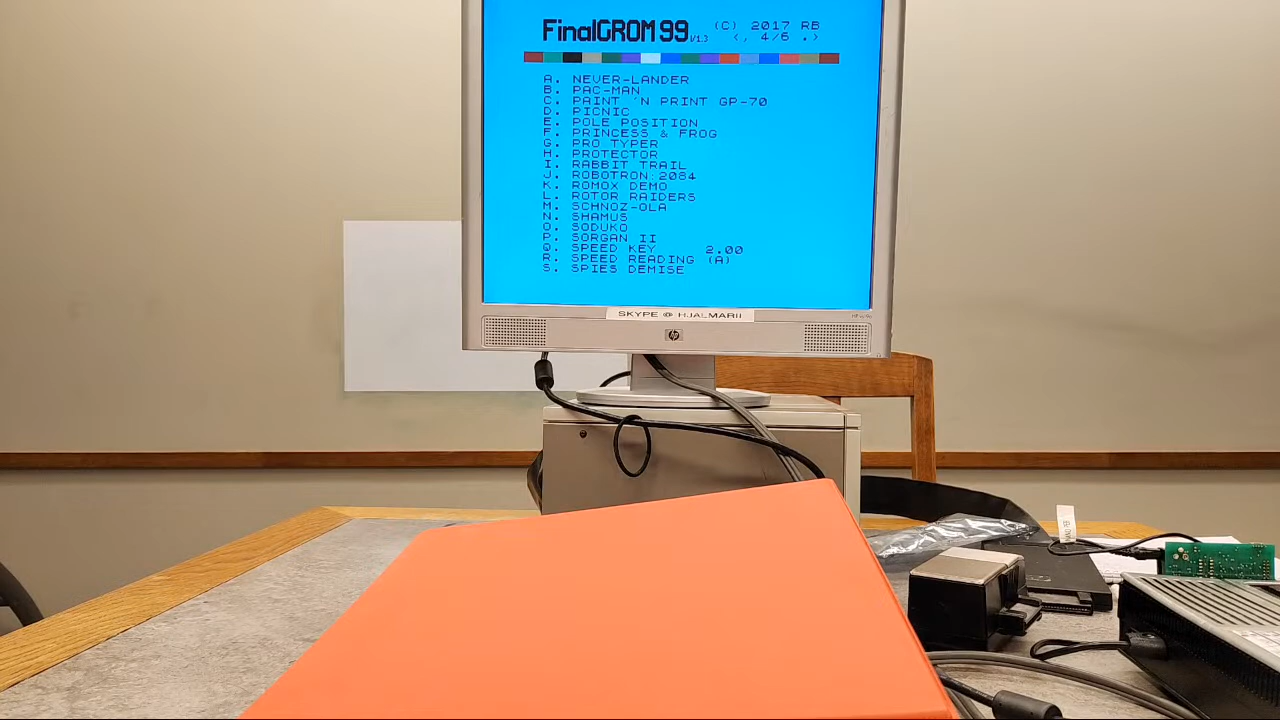 FinalGROM 99 V1.3 (C) 2017 RB
⟨, 4/6 .⟩
A. NEVER-LANDER
B. PAC-MAN
C. PAINT 'N PRINT GP-70
D. PICNIC
E. POLE POSITION
F. PRINCESS & FROG
G. PRO TYPER
H. PROTECTOR
I. RABBIT TRAIL
J. ROBOTRON:2084
K. ROMOX DEMO
L. ROTOR RAIDERS
M. SCHNOZ-OLA
N. SHAMUS
O. SODUKO
P. SORGAN II
Q. SPEED KEY 2.00
R. SPEED READING (A)
S. SPIES DEMISE
SKYPE @ HJALMARII
hp